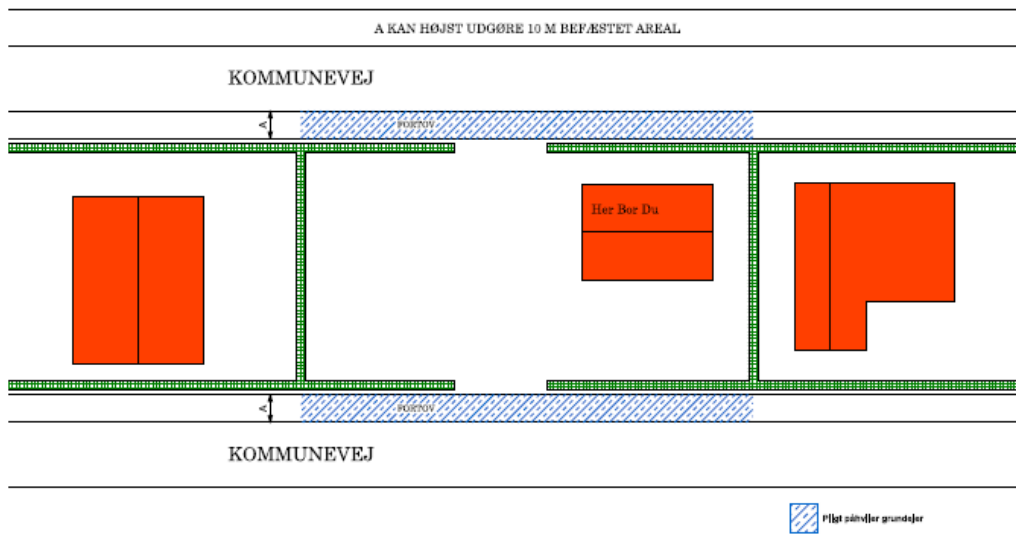 A KAN HØJST UDGØRE 10 M BEFÆSTET AREAL
KOMMUNEVEJ
A
FORTOV
Her Bor Du
A
FORTOV
KOMMUNEVEJ
Pligt påhviler grundejer